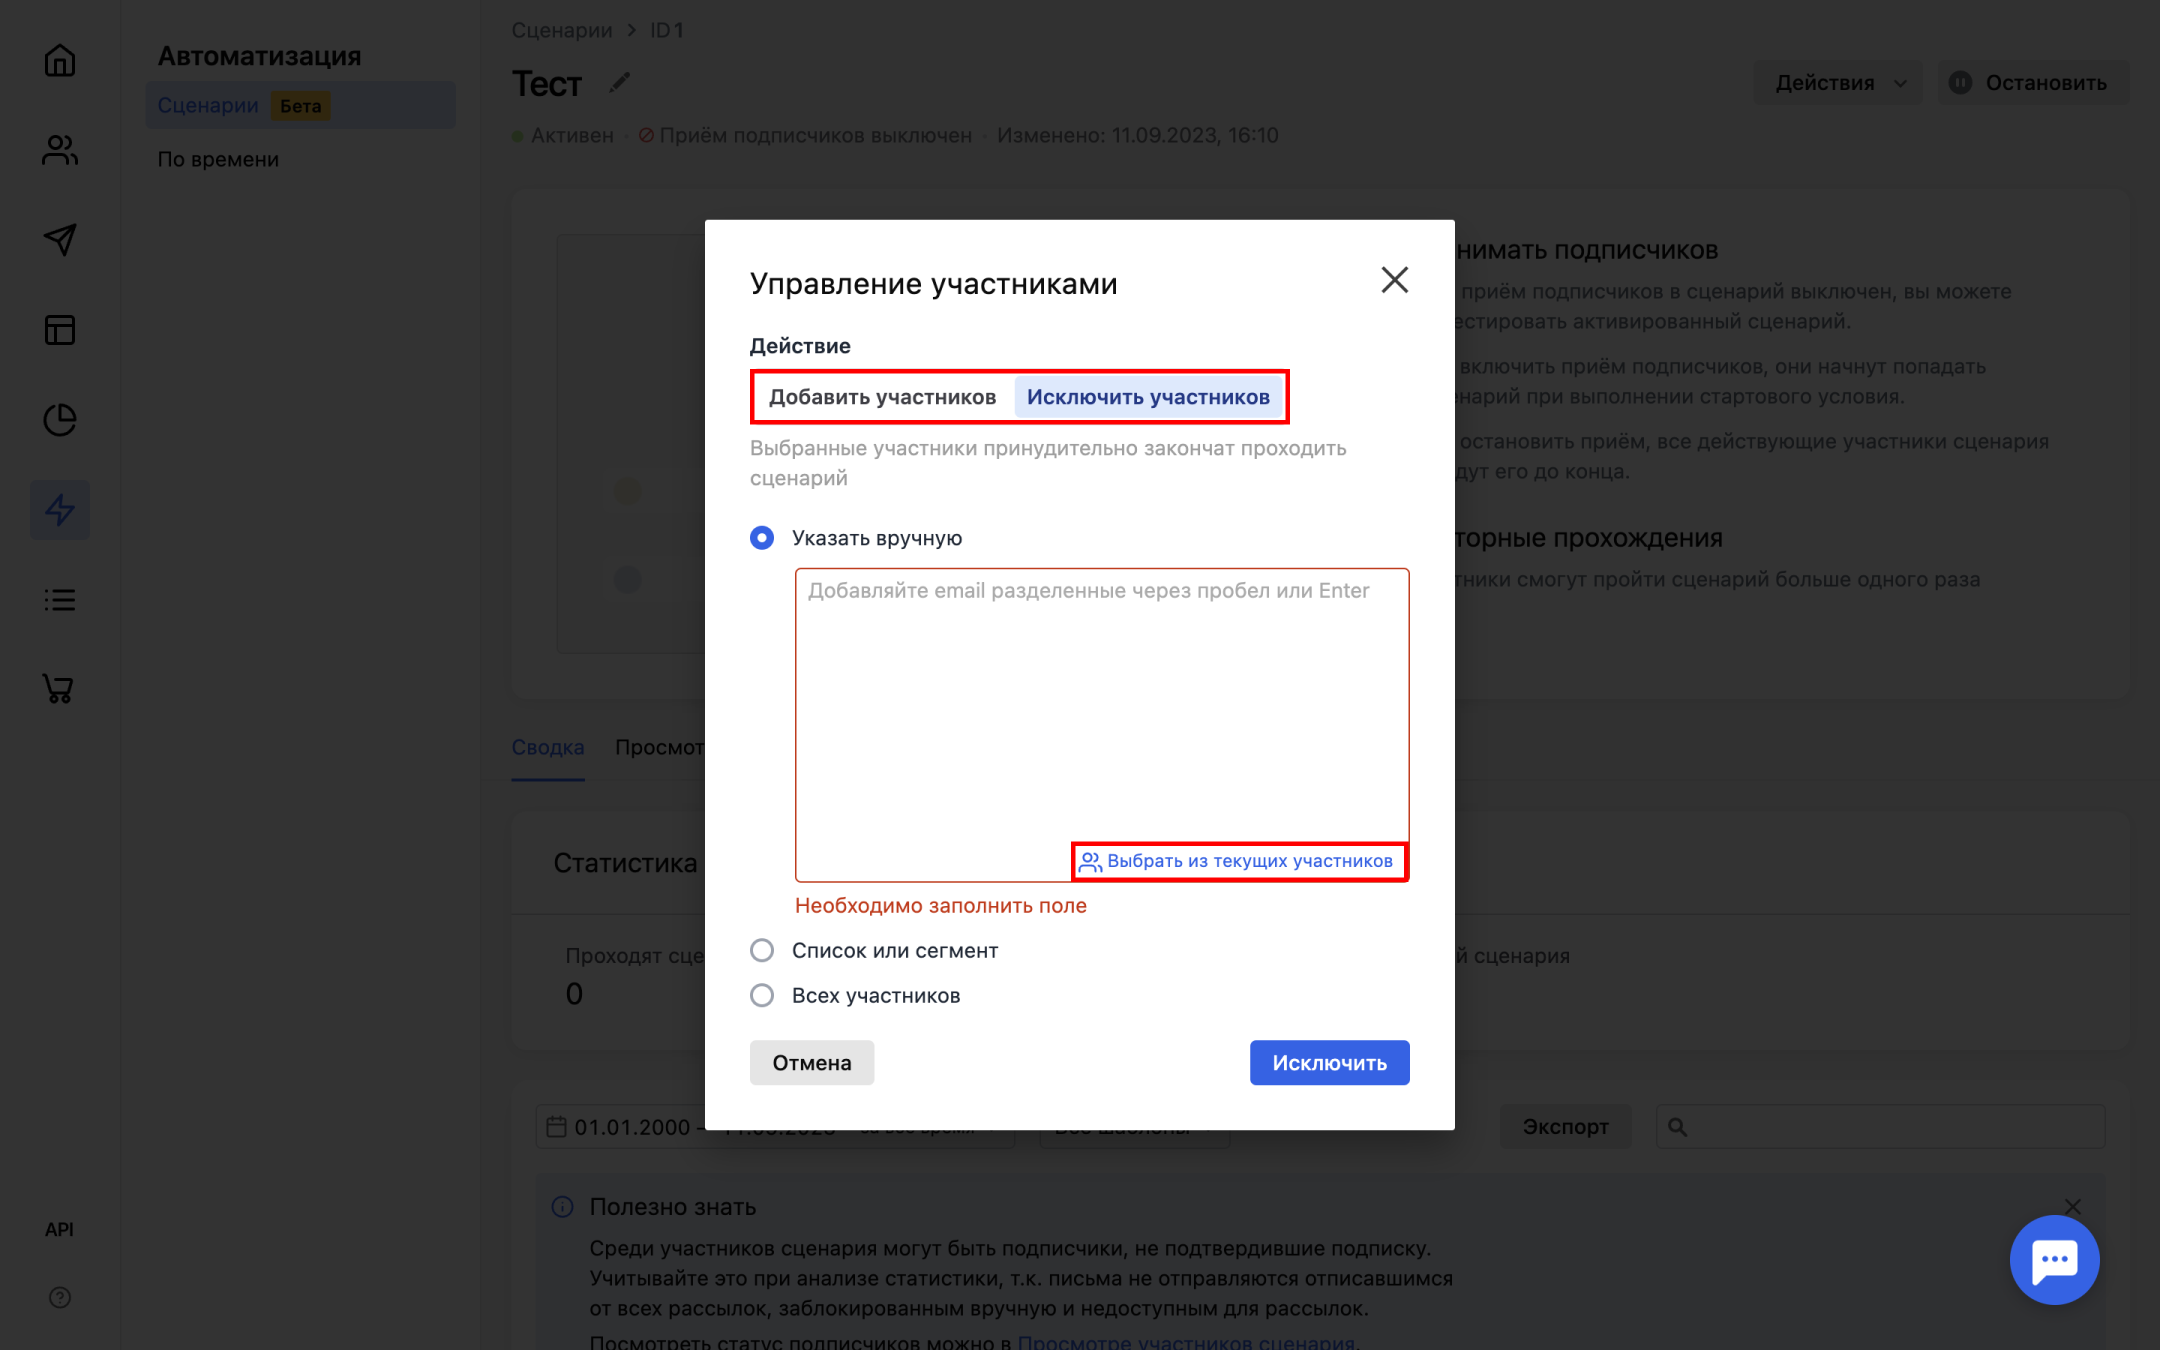 Автоматизация
Сценарии Бета
По времени
API
Сценарии > ID1
Тест
Действия
Остановить
Активен · Приём подписчиков выключен · Изменено: 11.09.2023, 16:10
нимать подписчиков
приём подписчиков в сценарий выключен, вы можете
естировать активированный сценарий.
включить приём подписчиков, они начнут попадать
енарий при выполнении стартового условия.
остановить приём, все действующие участники сценария
дут его до конца.
торные прохождения
тники смогут пройти сценарий больше одного раза
Управление участниками
Действие
Добавить участников Исключить участников
Выбранные участники принудительно закончат проходить
сценарий
Указать вручную
Добавляйте email разделенные через пробел или Enter
Выбрать из текущих участников
Необходимо заполнить поле
Список или сегмент
Всех участников
Отмена
Исключить
Сводка Просмот
Статистика
Проходят сце
0
й сценария
01.01.2000 –
Экспорт
Полезно знать
Среди участников сценария могут быть подписчики, не подтвердившие подписку.
Учитывайте это при анализе статистики, т.к. письма не отправляются отписавшимся
от всех рассылок, заблокированным вручную и недоступным для рассылок.
Посмотреть статус подписчиков можно в Просмотре участников сценария.